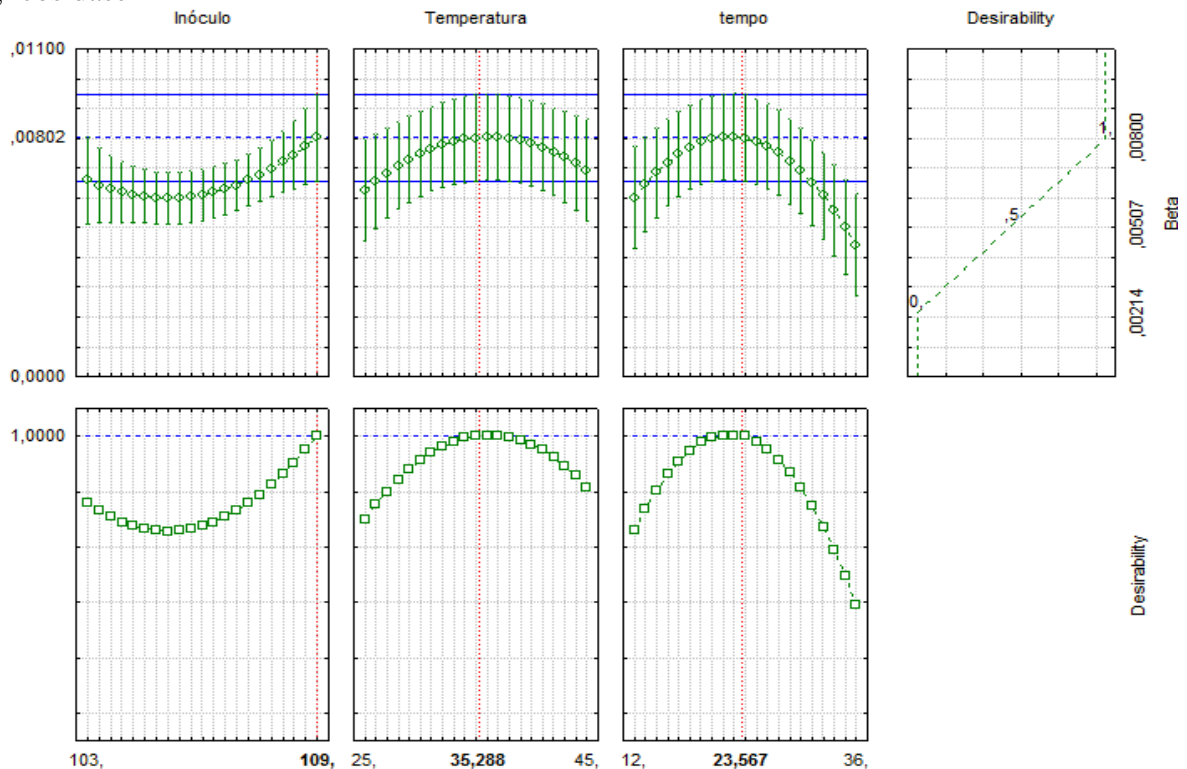 Inóculo Temperatura tempo Desirability
,01100
,00802
0,0000
1,
,5
0,
,00800
,00507
,00214
Beta
1,0000
Desirability
103, 109, 25, 35,288 45, 12, 23,567 36,